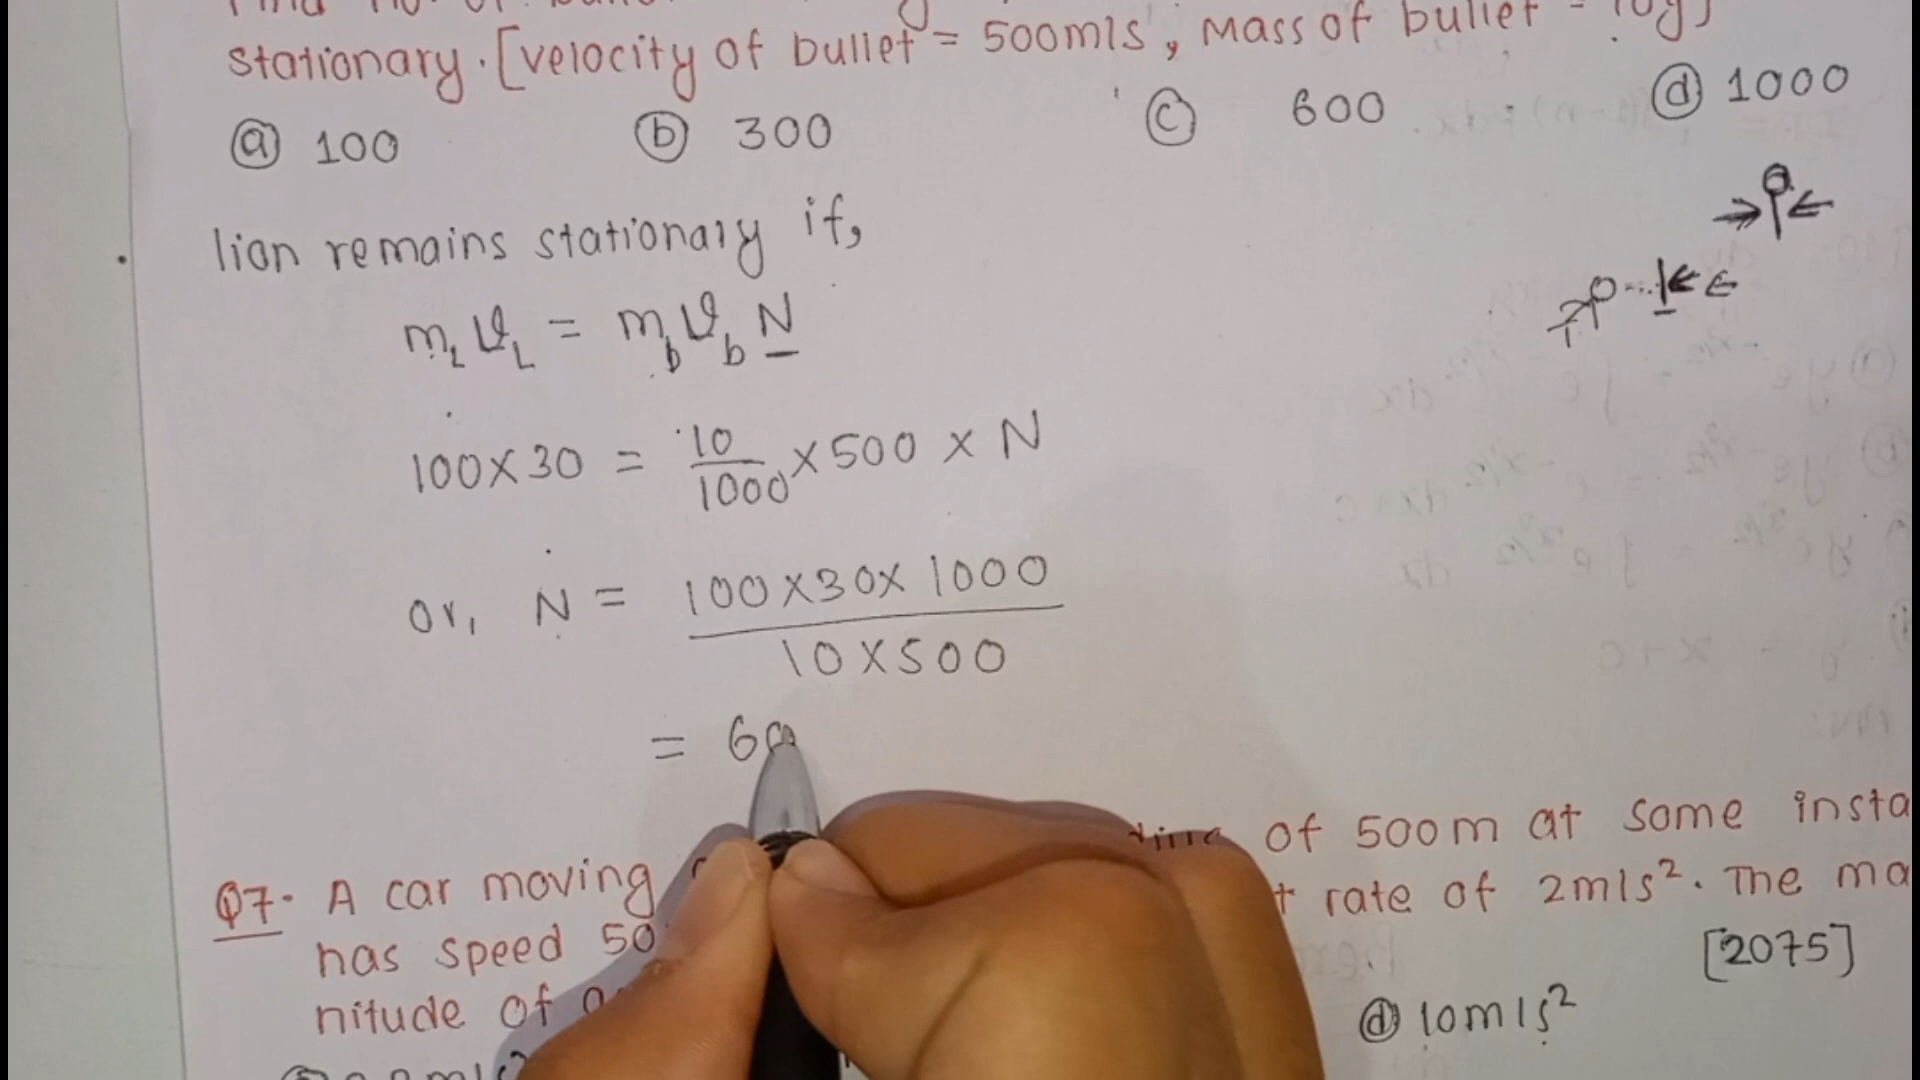 stationary. [velocity of bullet = 500m/s, Mass of bullet = 10g]
ⓐ 100 ⓑ 300 ⓒ 600 ⓓ 1000
lion remains stationary if,
m_L v_L = m_b v_b N
100 × 30 = 10/1000 × 500 × N
or, N = 100 × 30 × 1000 / 10 × 500
= 60
Q7. A car moving of 500m at some insta
has speed 50 rate of 2m/s². The ma
nitude of [2075]
ⓓ 10m/s²